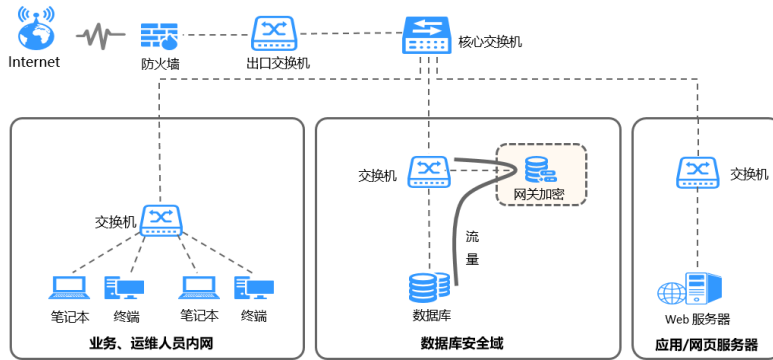 Internet
防火墙
出口交换机
核心交换机
交换机
笔记本
终端
笔记本
终端
业务、运维人员内网
交换机
网关加密
流
量
数据库
数据库安全域
交换机
Web 服务器
应用/网页服务器